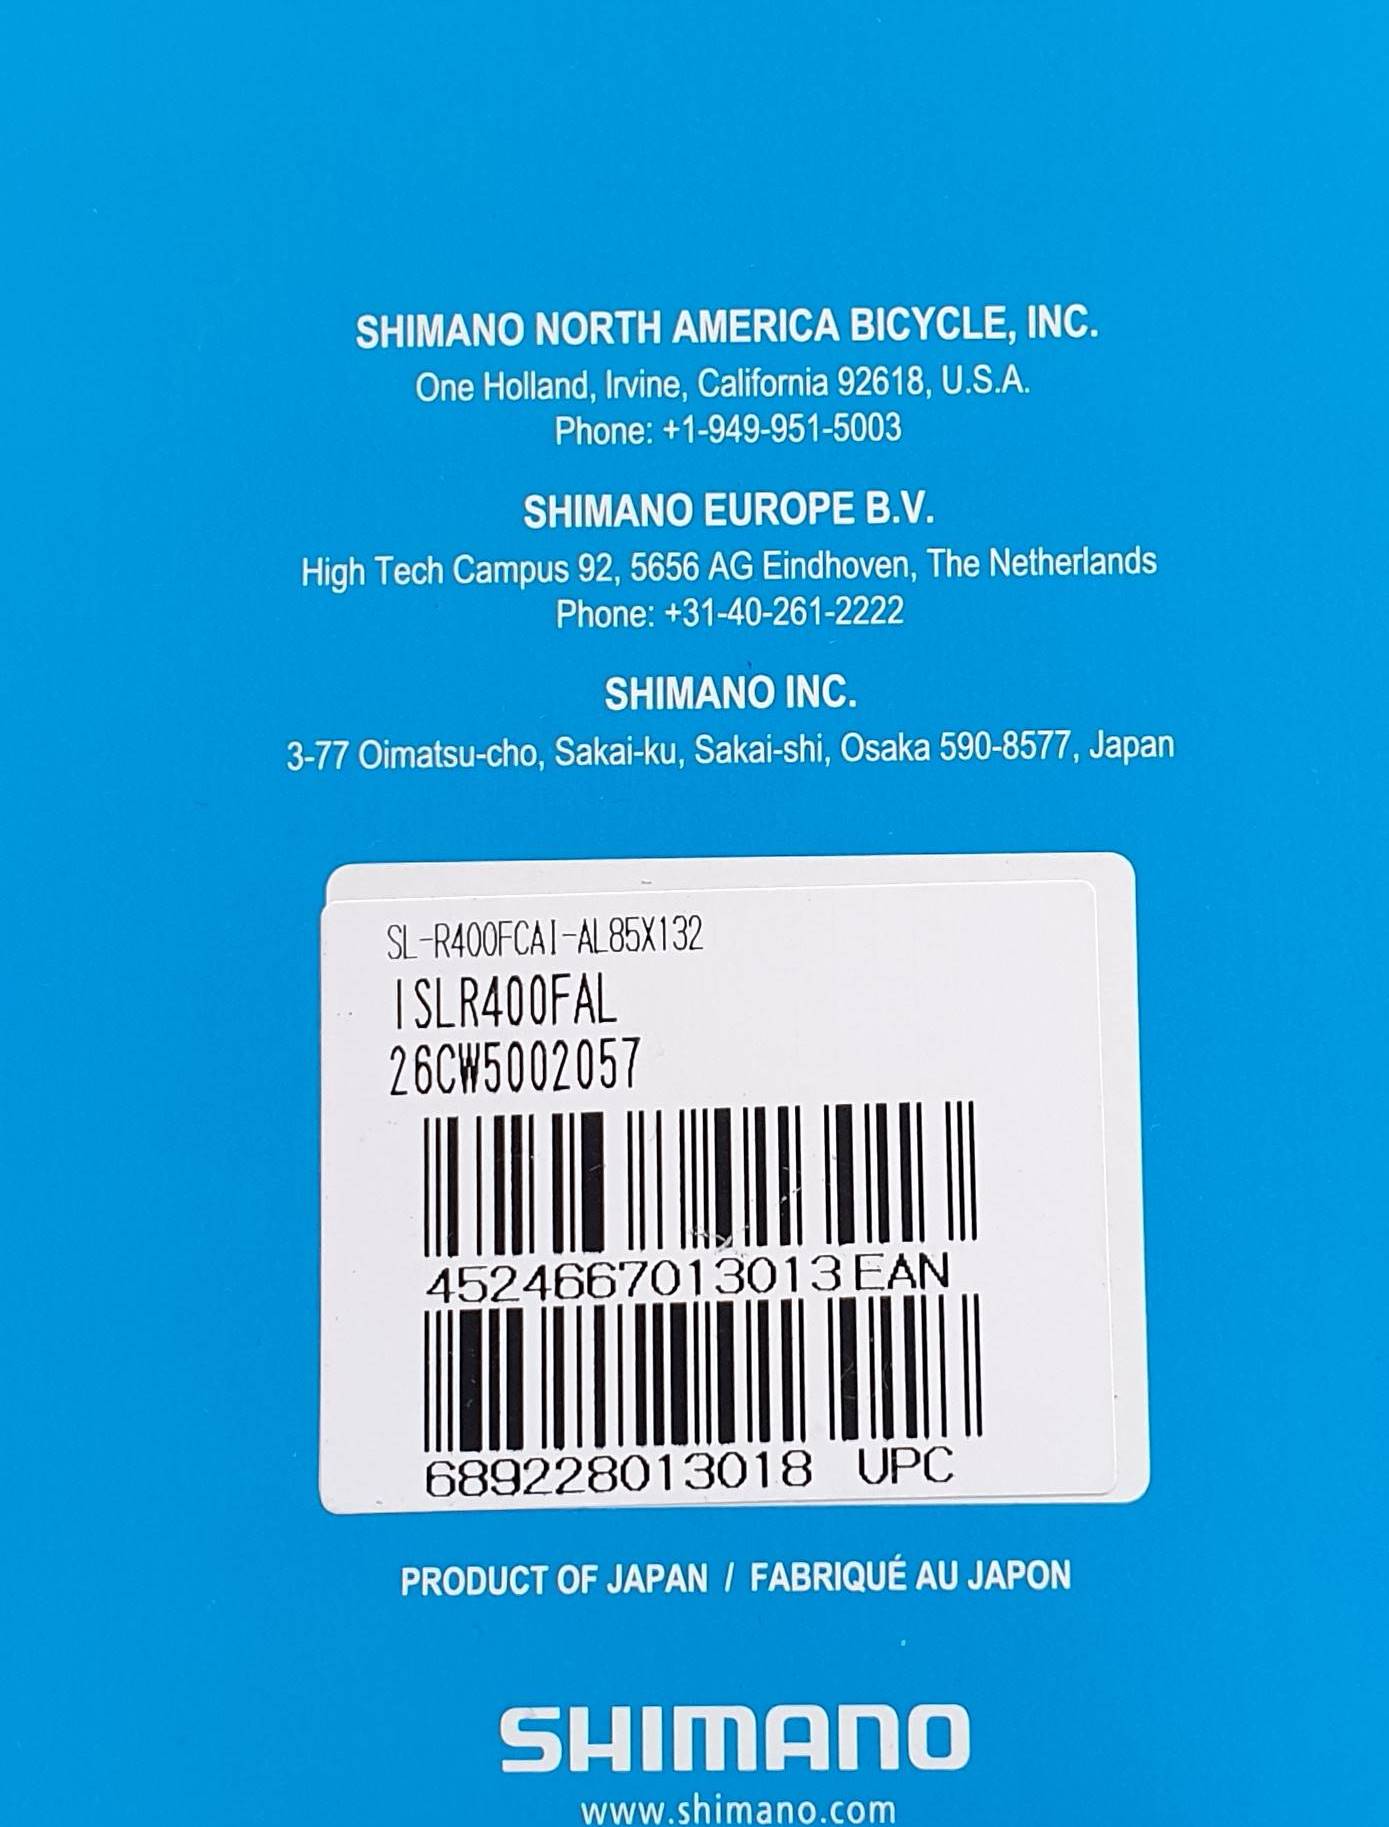 SHIMANO NORTH AMERICA BICYCLE, INC.
One Holland, Irvine, California 92618, U.S.A.
Phone: +1-949-951-5003
SHIMANO EUROPE B.V.
High Tech Campus 92, 5656 AG Eindhoven, The Netherlands
Phone: +31-40-261-2222
SHIMANO INC.
3-77 Oimatsu-cho, Sakai-ku, Sakai-shi, Osaka 590-8577, Japan
SL-R400FCAI-AL85X132
ISLR400FAL
26CW5002057
4524667013013 EAN
689228013018 UPC
PRODUCT OF JAPAN / FABRIQUÉ AU JAPON
SHIMANO
www.shimano.com